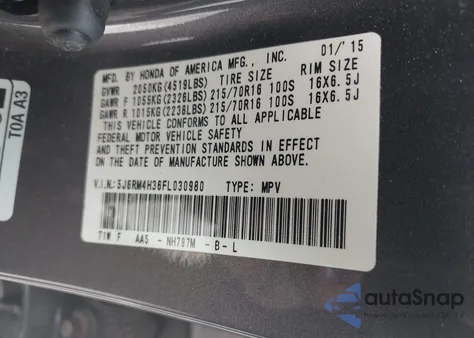 MFD. BY HONDA OF AMERICA MFG., INC. 01/'15
GVWR 2050KG(4519LBS) TIRE SIZE RIM SIZE
GAWR F 1055KG(2326LBS) 215/70R16 100S 16X6.5J
GAWR R 1015KG(2238LBS) 215/70R16 100S 16X6.5J
THIS VEHICLE CONFORMS TO ALL APPLICABLE
FEDERAL MOTOR VEHICLE SAFETY
AND THEFT PREVENTION STANDARDS IN EFFECT
ON THE DATE OF MANUFACTURE SHOWN ABOVE.
V.I.N.:5J6RM4H36FL030980 TYPE: MPV
T1W F AA5 -NH797M -B-L
T0A A3
autoSnap